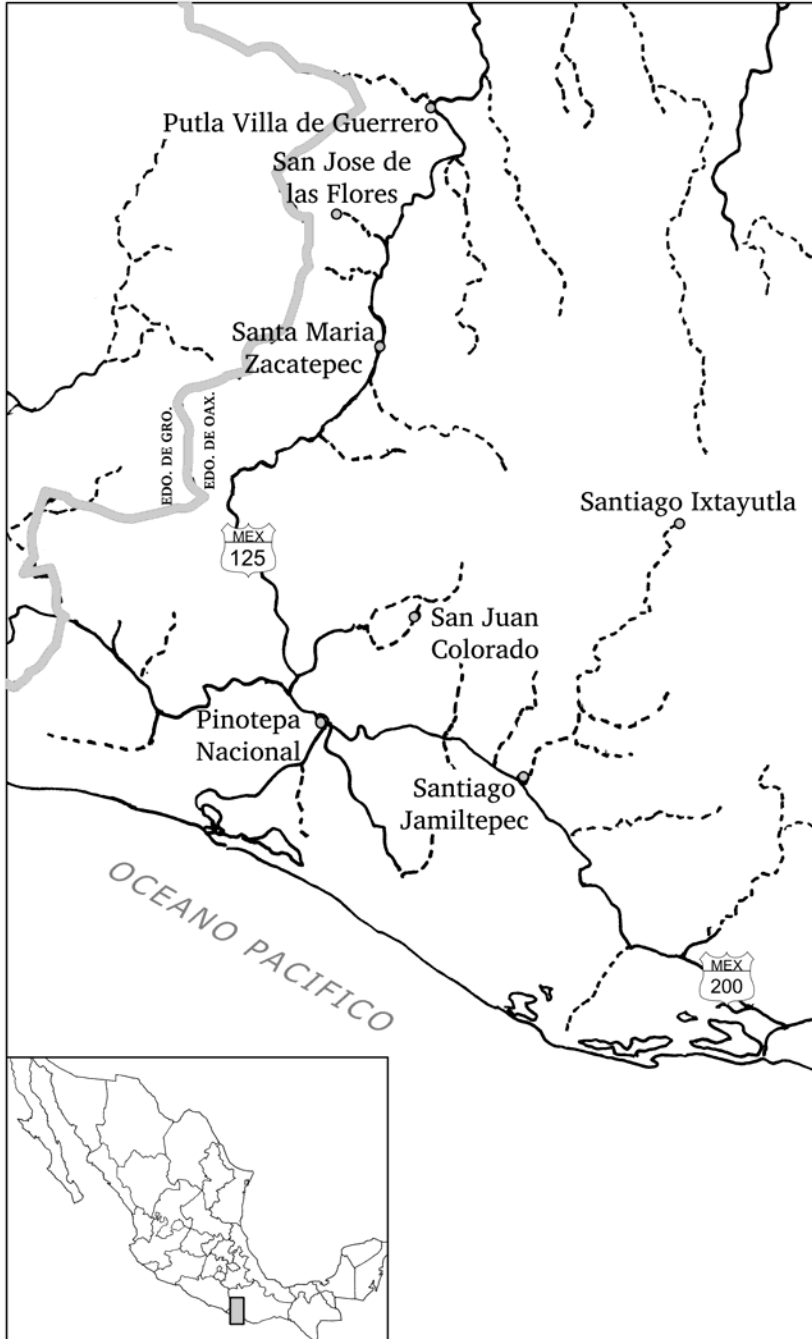 Putla Villa de Guerrero
San Jose de
las Flores
Santa Maria
Zacatepec
EDO. DE GRO.
EDO. DE OAX.
Santiago Ixtayutla
MEX
125
San Juan
Colorado
Pinotepa
Nacional
Santiago
Jamiltepec
OCEANO PACIFICO
MEX
200